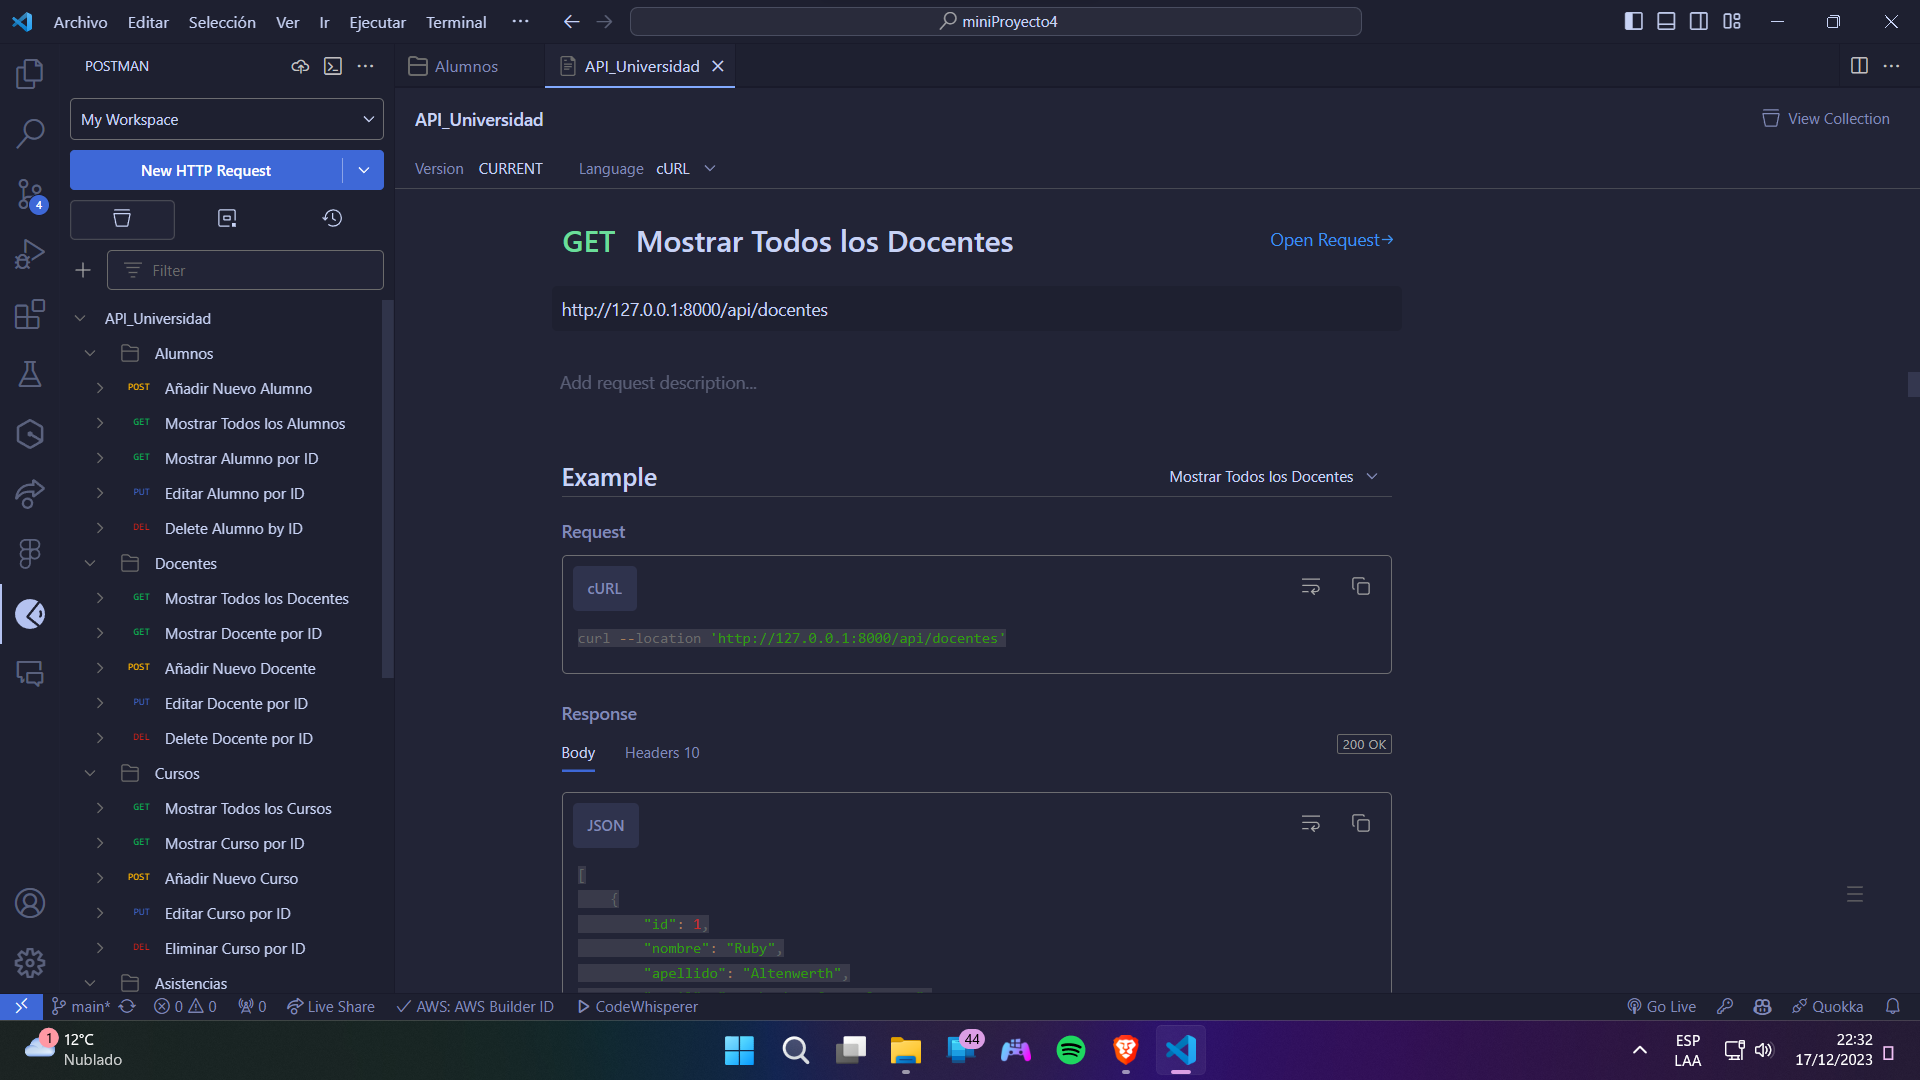 Archivo Editar Selección Ver Ir Ejecutar Terminal ··· miniProyecto4
POSTMAN
Alumnos
API_Universidad
My Workspace
New HTTP Request
4
Filter
API_Universidad
Alumnos
POST Añadir Nuevo Alumno
GET Mostrar Todos los Alumnos
GET Mostrar Alumno por ID
PUT Editar Alumno por ID
DEL Delete Alumno by ID
Docentes
GET Mostrar Todos los Docentes
GET Mostrar Docente por ID
POST Añadir Nuevo Docente
PUT Editar Docente por ID
DEL Delete Docente por ID
Cursos
GET Mostrar Todos los Cursos
GET Mostrar Curso por ID
POST Añadir Nuevo Curso
PUT Editar Curso por ID
DEL Eliminar Curso por ID
Asistencias
API_Universidad
View Collection
Version CURRENT Language cURL
GET Mostrar Todos los Docentes
Open Request→
http://127.0.0.1:8000/api/docentes
Add request description...
Example
Mostrar Todos los Docentes
Request
cURL
curl --location 'http://127.0.0.1:8000/api/docentes'
Response
Body Headers 10
200 OK
JSON
[
{
"id": 1,
"nombre": "Ruby",
"apellido": "Altenwerth",
main* 0 0 0 Live Share AWS: AWS Builder ID CodeWhisperer
Go Live Quokka
1
12°C
Nublado
44
ESP
LAA
22:32
17/12/2023